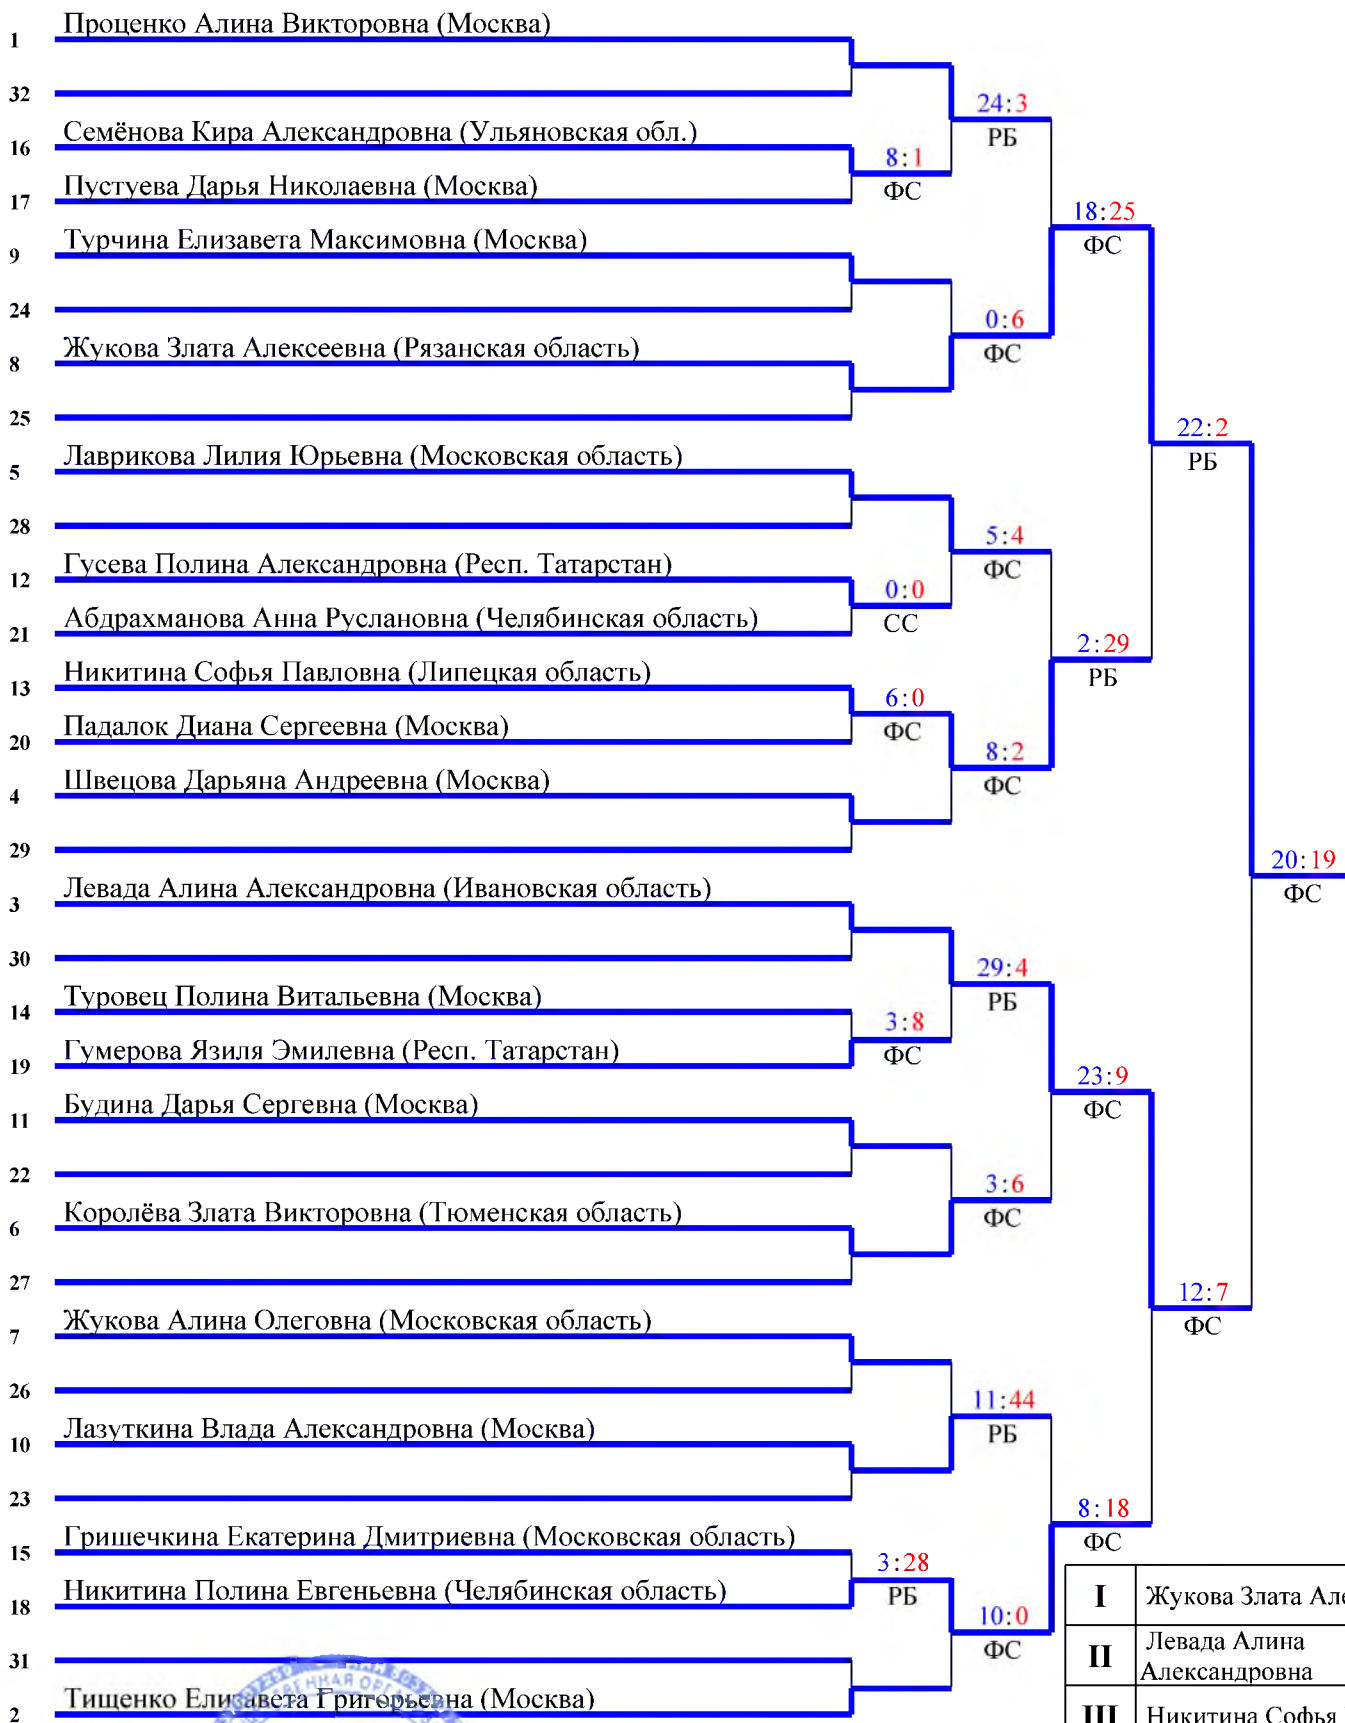 Проценко Алина Викторовна (Москва)
1
32
24:3
РБ
Семёнова Кира Александровна (Ульяновская обл.)
16
8:1
ФС
Пустуева Дарья Николаевна (Москва)
17
18:25
ФС
Турчина Елизавета Максимовна (Москва)
9
24
0:6
ФС
Жукова Злата Алексеевна (Рязанская область)
8
25
22:2
РБ
Лаврикова Лилия Юрьевна (Московская область)
5
28
5:4
ФС
Гусева Полина Александровна (Респ. Татарстан)
12
0:0
СС
Абдрахманова Анна Руслановна (Челябинская область)
21
2:29
РБ
Никитина Софья Павловна (Липецкая область)
13
6:0
ФС
Падалок Диана Сергеевна (Москва)
20
8:2
ФС
Швецова Дарьяна Андреевна (Москва)
4
29
20:19
ФС
Левада Алина Александровна (Ивановская область)
3
30
29:4
РБ
Туровец Полина Витальевна (Москва)
14
3:8
ФС
Гумерова Язиля Эмилевна (Респ. Татарстан)
19
23:9
ФС
Будина Дарья Сергевна (Москва)
11
22
3:6
ФС
Королёва Злата Викторовна (Тюменская область)
6
27
12:7
ФС
Жукова Алина Олеговна (Московская область)
7
26
11:44
РБ
Лазуткина Влада Александровна (Москва)
10
23
8:18
ФС
Гришечкина Екатерина Дмитриевна (Московская область)
15
3:28
РБ
Никитина Полина Евгеньевна (Челябинская область)
18
10:0
ФС
31
Тищенко Елизавета Григорьевна (Москва)
2
I Жукова Злата Але
II Левада Алина
Александровна
III Никитина Софья